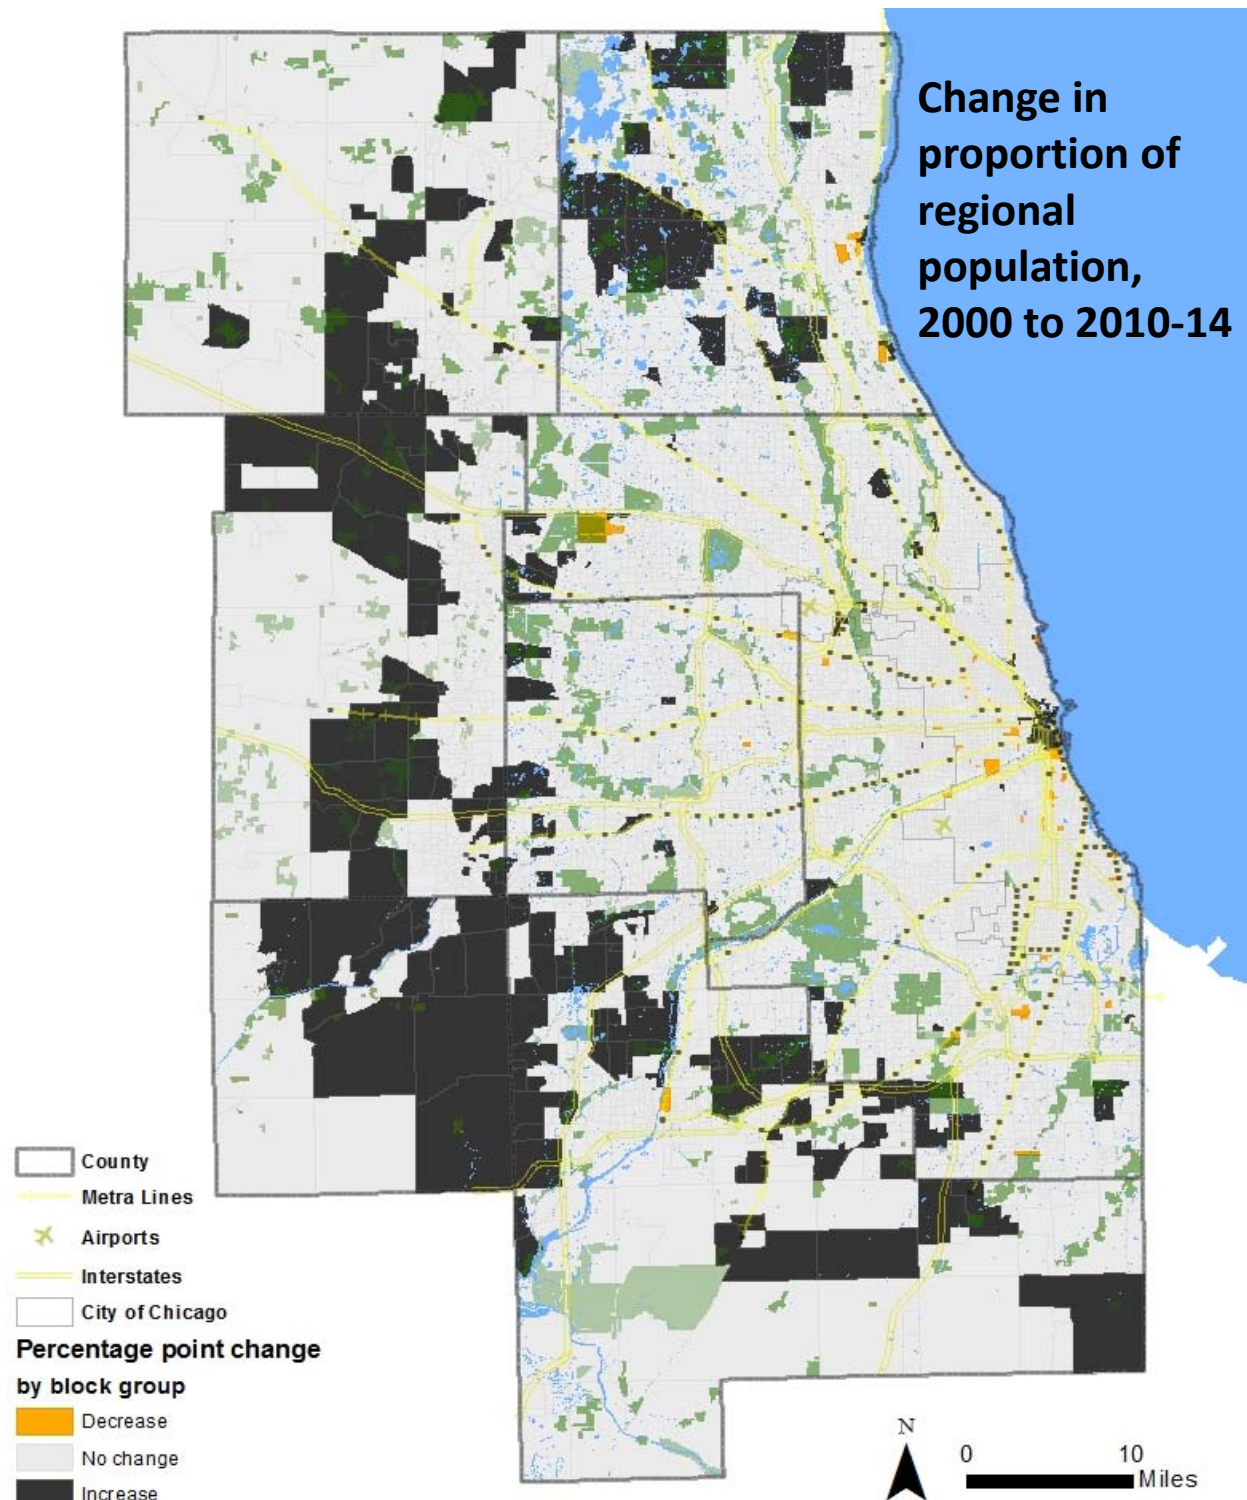 Change in
proportion of
regional
population,
2000 to 2010-14
County
Metra Lines
Airports
Interstates
City of Chicago
Percentage point change
by block group
Decrease
No change
Increase
N
0 10
Miles